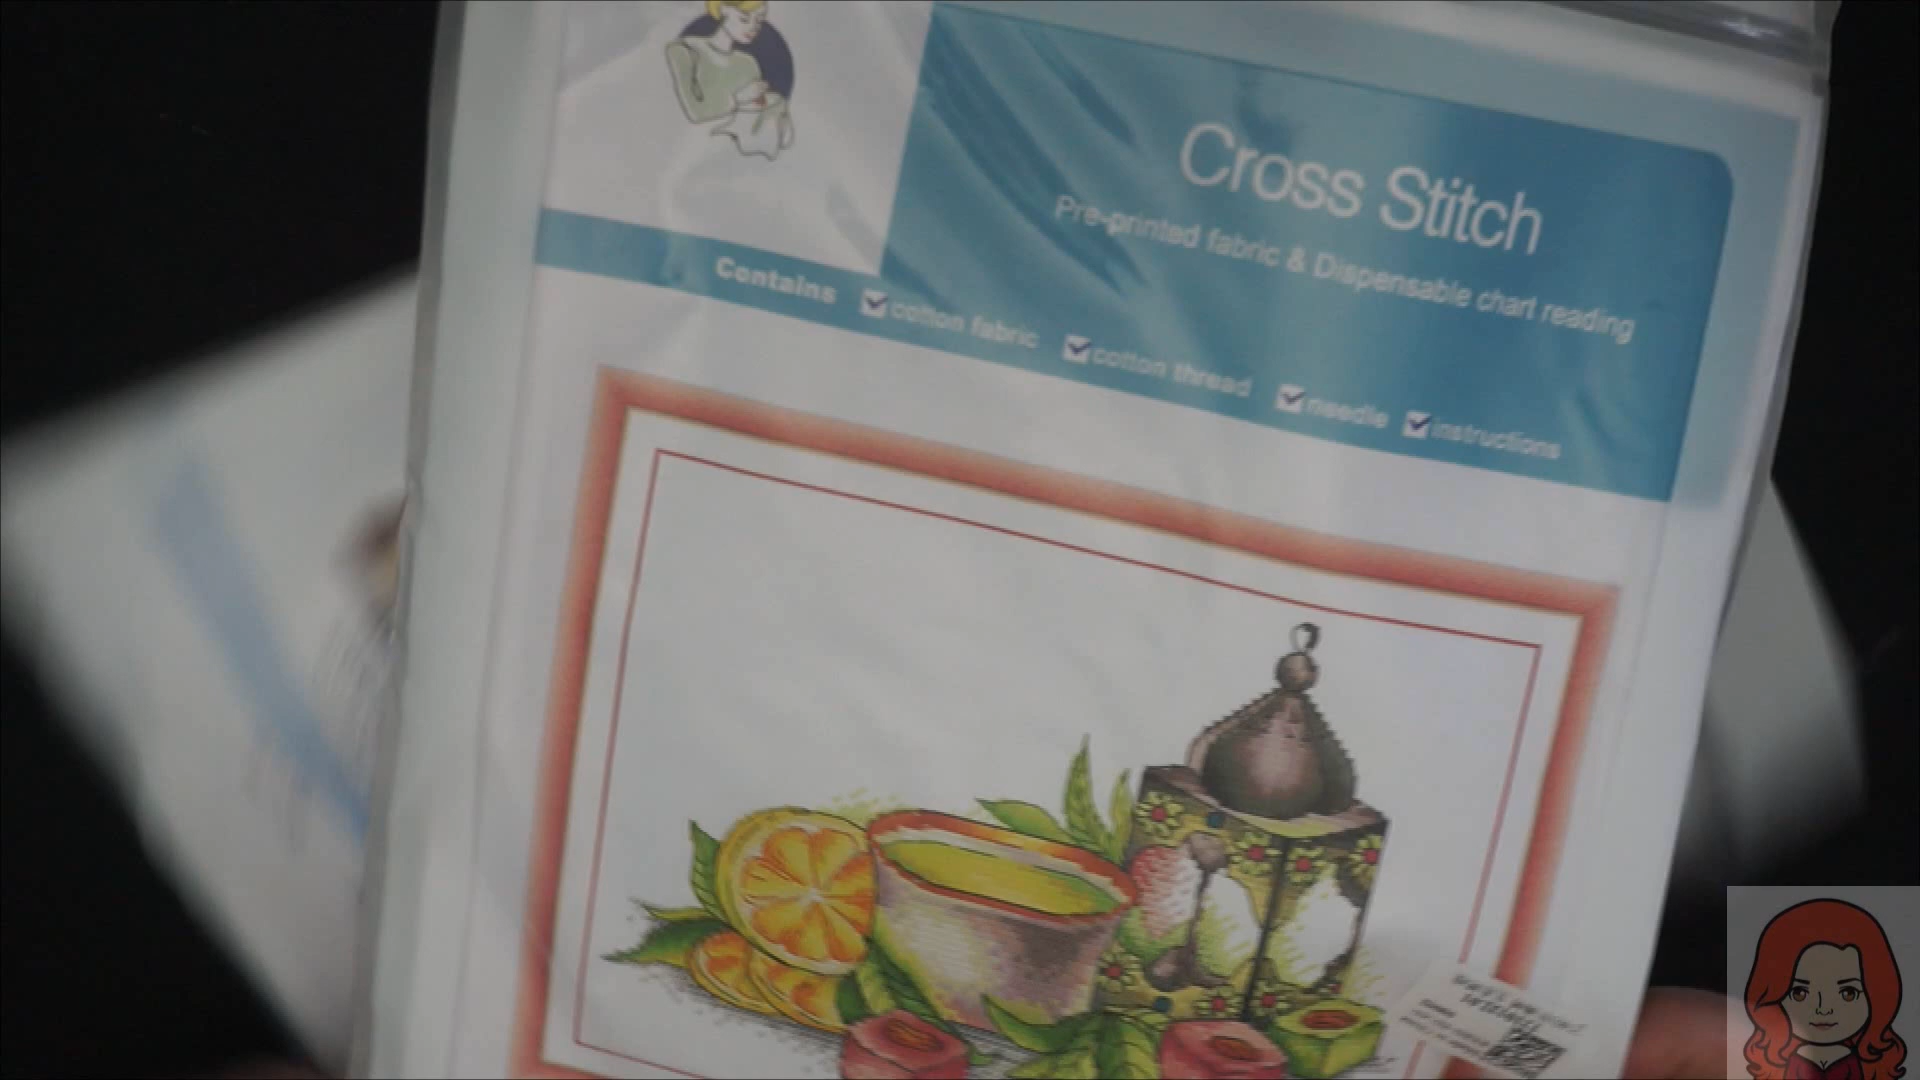 Cross Stitch
Pre-printed fabric & Dispensable chart reading
Contains cotton fabric cotton thread needle instructions